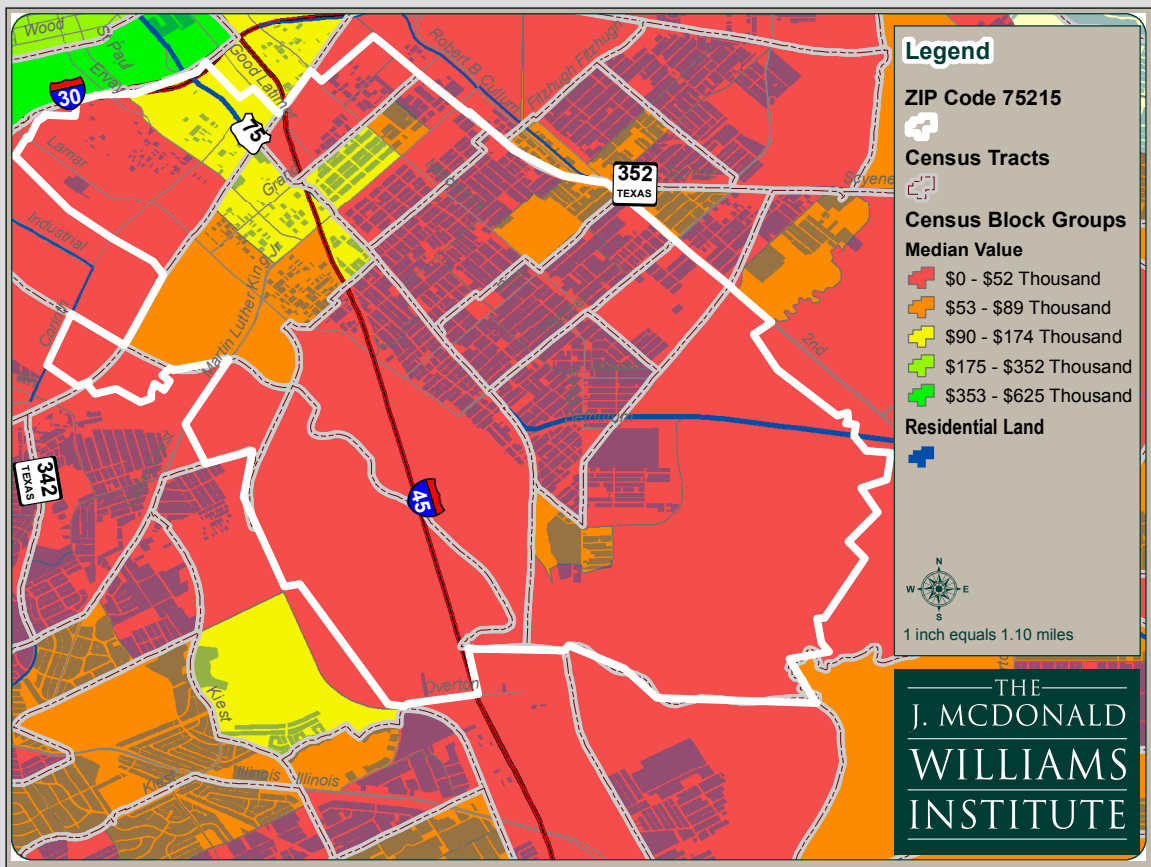 Wood
St Paul
Ervay
Good Latimer
Robert B Cullum
Fitzhugh Fitzhugh
30
75
Lamar
Grand
352
TEXAS
Scyene
Industrial
Corinth
Martin Luther King Jr
2nd
342
TEXAS
45
Overton
Kiest
Kiest
Illinois
Illinois
Legend
ZIP Code 75215
Census Tracts
Census Block Groups
Median Value
$0 - $52 Thousand
$53 - $89 Thousand
$90 - $174 Thousand
$175 - $352 Thousand
$353 - $625 Thousand
Residential Land
N
W E
S
1 inch equals 1.10 miles
THE
J. MCDONALD
WILLIAMS
INSTITUTE